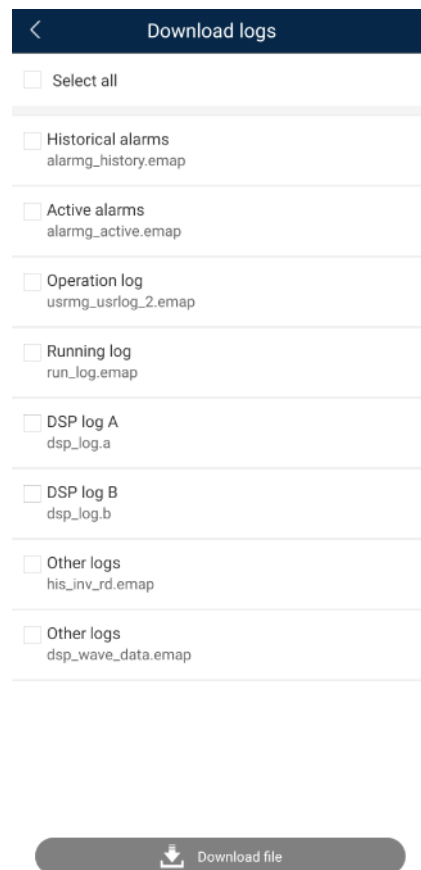 Download logs
Select all
Historical alarms
alarmg_history.emap
Active alarms
alarmg_active.emap
Operation log
usrmg_usrlog_2.emap
Running log
run_log.emap
DSP log A
dsp_log.a
DSP log B
dsp_log.b
Other logs
his_inv_rd.emap
Other logs
dsp_wave_data.emap
Download file